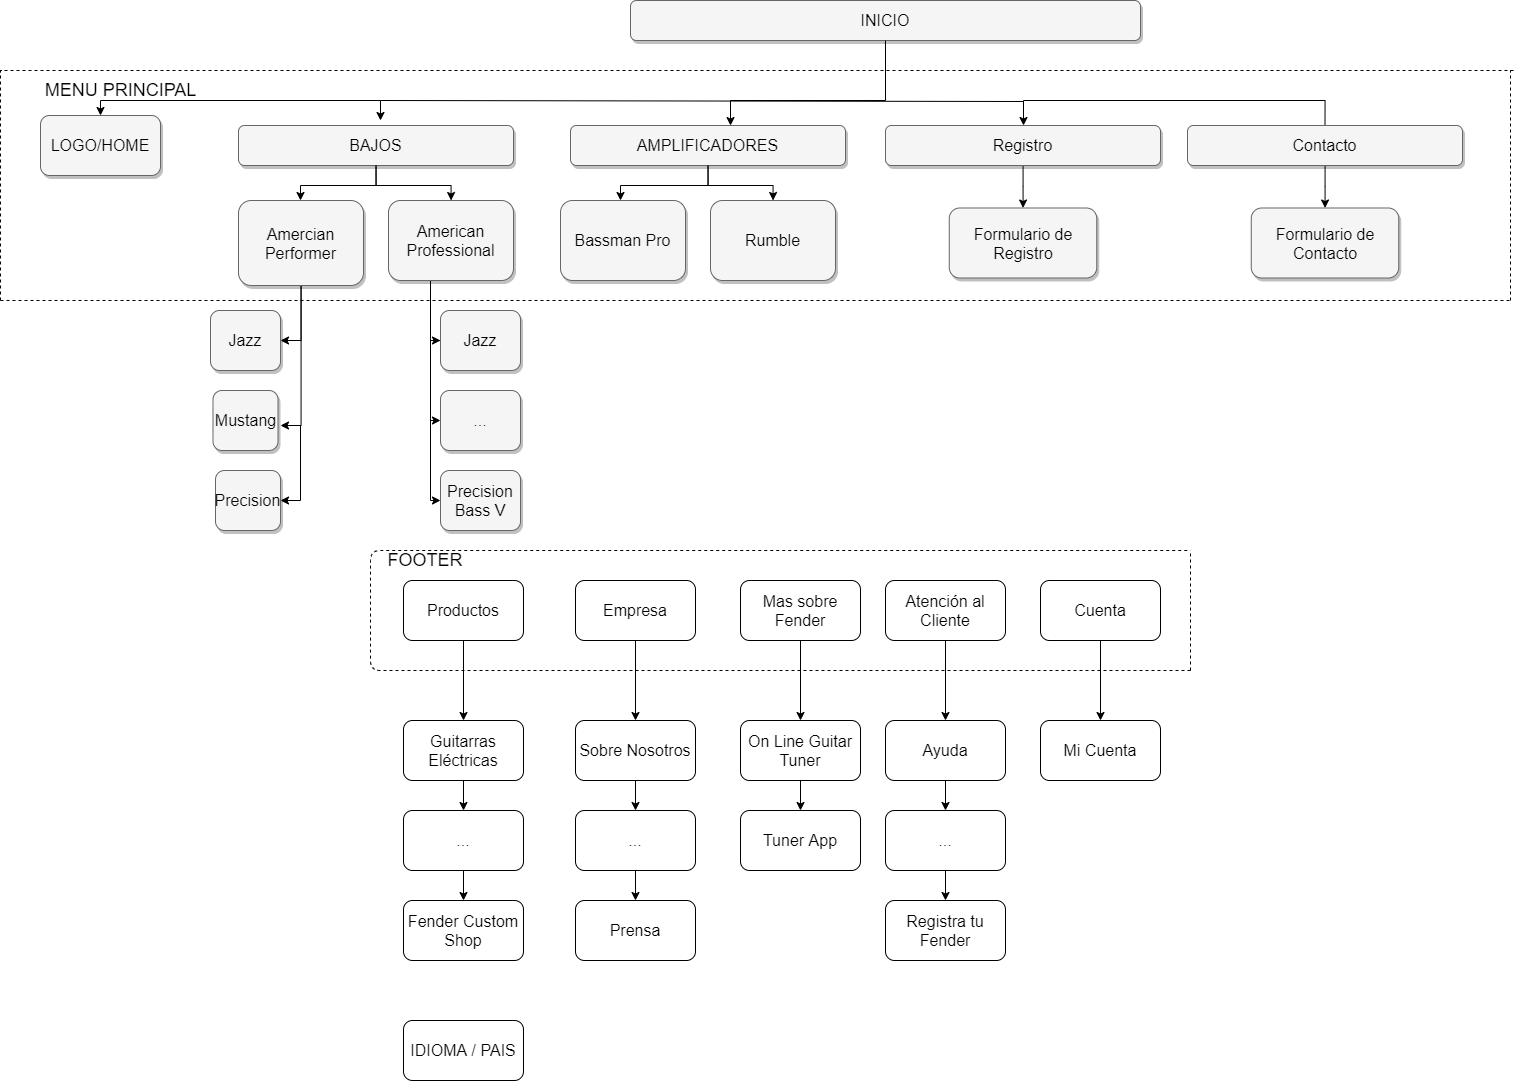 INICIO
MENU PRINCIPAL
LOGO/HOME
BAJOS
AMPLIFICADORES
Registro
Contacto
Amercian
Performer
American
Professional
Bassman Pro
Rumble
Formulario de
Registro
Formulario de
Contacto
Jazz
Jazz
Mustang
...
Precision
Precision
Bass V
FOOTER
Productos
Empresa
Mas sobre
Fender
Atención al
Cliente
Cuenta
Guitarras
Eléctricas
Sobre Nosotros
On Line Guitar
Tuner
Ayuda
Mi Cuenta
...
...
Tuner App
...
Fender Custom
Shop
Prensa
Registra tu
Fender
IDIOMA / PAIS